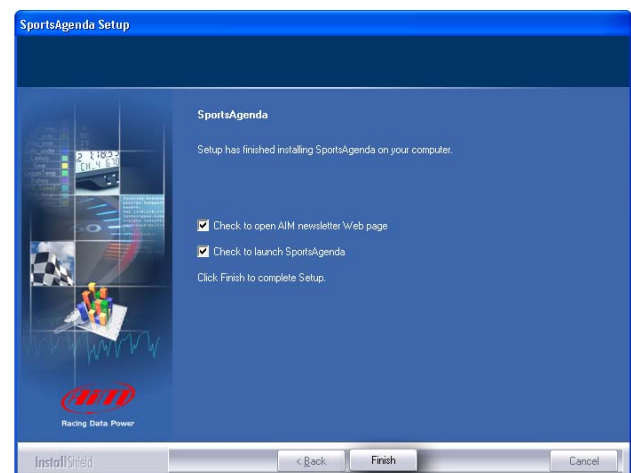 SportsAgenda Setup
SportsAgenda
Setup has finished installing SportsAgenda on your computer.
Check to open AIM newsletter Web page
Check to launch SportsAgenda
Click Finish to complete Setup.
AIM
Racing Data Power
InstallShield
< Back
Finish
Cancel